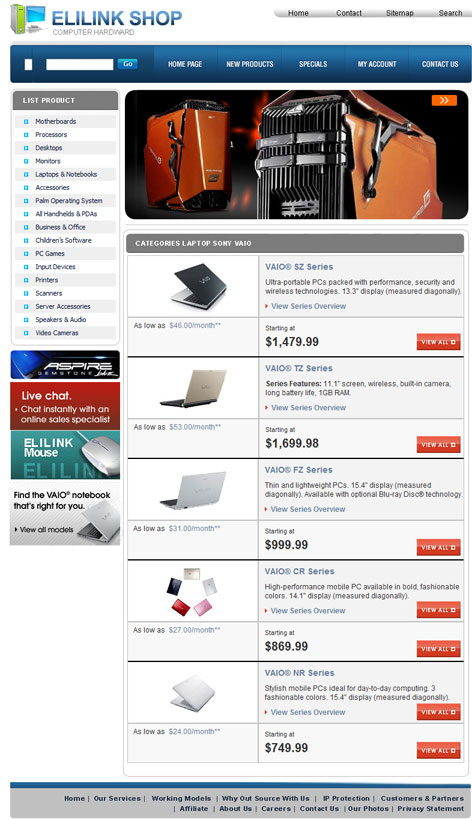 ELILINK SHOP
COMPUTER HARDWARD
Home Contact Sitemap Search
Go
HOME PAGE NEW PRODUCTS SPECIALS MY ACCOUNT CONTACT US
LIST PRODUCT
Motherboards
Processors
Desktops
Monitors
Laptops & Notebooks
Accessories
Palm Operating System
All Handhelds & PDAs
Business & Office
Children's Software
PC Games
Input Devices
Printers
Scanners
Server Accessories
Speakers & Audio
Video Cameras
ASPIRE
GEMSTONE
Live chat.
Chat instantly with an
online sales specialist
ELILINK
Mouse
ELILINK
Find the VAIO® notebook
that's right for you.
View all models
>>
CATEGORIES LAPTOP SONY VAIO
VAIO® SZ Series
Ultra-portable PCs packed with performance, security and
wireless technologies. 13.3" display (measured diagonally).
View Series Overview
As low as $46.00/month**
Starting at
$1,479.99
VIEW ALL
VAIO® TZ Series
Series Features: 11.1" screen, wireless, built-in camera,
long battery life, 1GB RAM.
View Series Overview
As low as $53.00/month**
Starting at
$1,699.98
VIEW ALL
VAIO® FZ Series
Thin and lightweight PCs. 15.4" display (measured
diagonally). Available with optional Blu-ray Disc® technology.
View Series Overview
As low as $31.00/month**
Starting at
$999.99
VIEW ALL
VAIO® CR Series
High-performance mobile PC available in bold, fashionable
colors. 14.1" display (measured diagonally).
View Series Overview
VIEW ALL
As low as $27.00/month**
Starting at
$869.99
VIEW ALL
VAIO® NR Series
Stylish mobile PCs ideal for day-to-day computing. 3
fashionable colors. 15.4" display (measured diagonally).
View Series Overview
VIEW ALL
As low as $24.00/month**
Starting at
$749.99
VIEW ALL
Home | Our Services | Working Models | Why Out Source With Us | IP Protection | Customers & Partners
| Affiliate | About Us | Careers | Contact Us | Our Photos | Privacy Statement